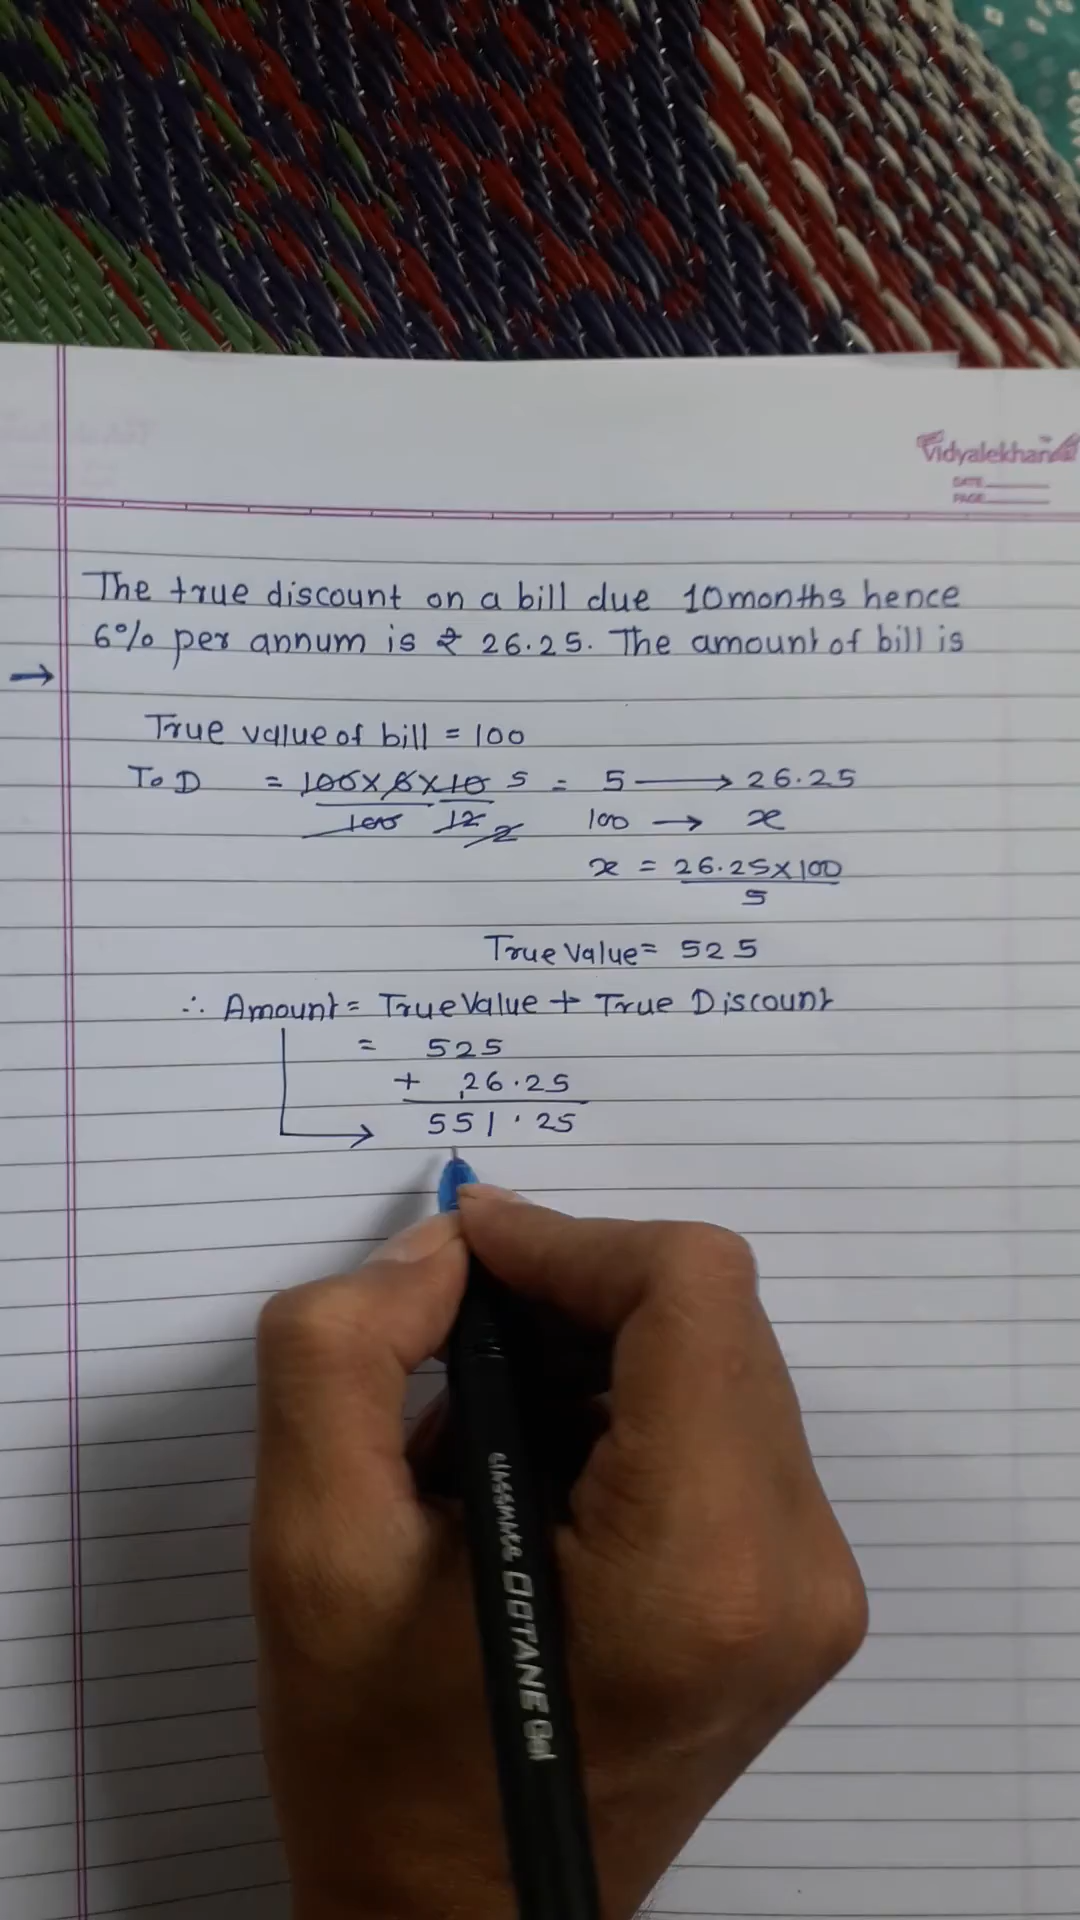 Vidyalekhan
DATE
PAGE
The true discount on a bill due 10 months hence
6% per annum is ₹ 26.25. The amount of bill is
→
True value of bill = 100
T.D = 100 × 6 × 10 5 = 5 → 26.25
100 12 2 100 → x
x = 26.25 × 100
5
True Value = 525
∴ Amount = True Value + True Discount
= 525
+ 26.25
→ 551.25
classmate OCTANE Gel